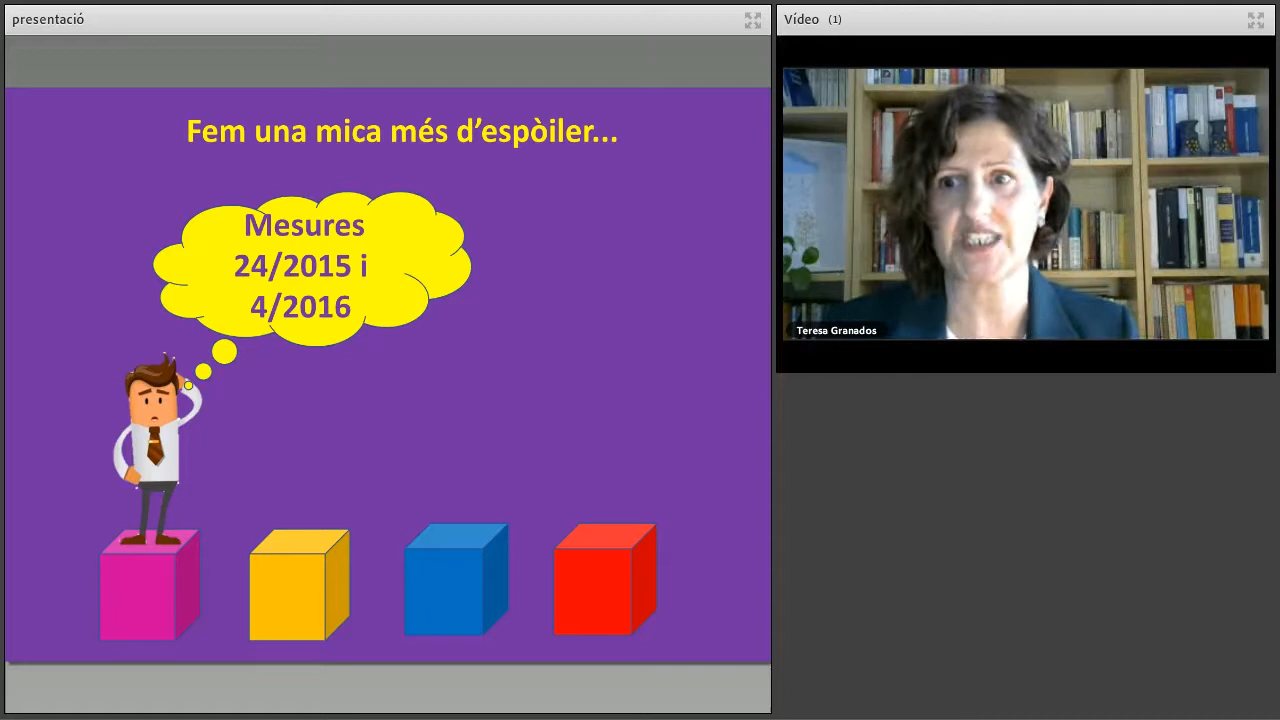 presentació
Vídeo (1)
Fem una mica més d’espòiler...
Mesures
24/2015 i
4/2016
Teresa Granados